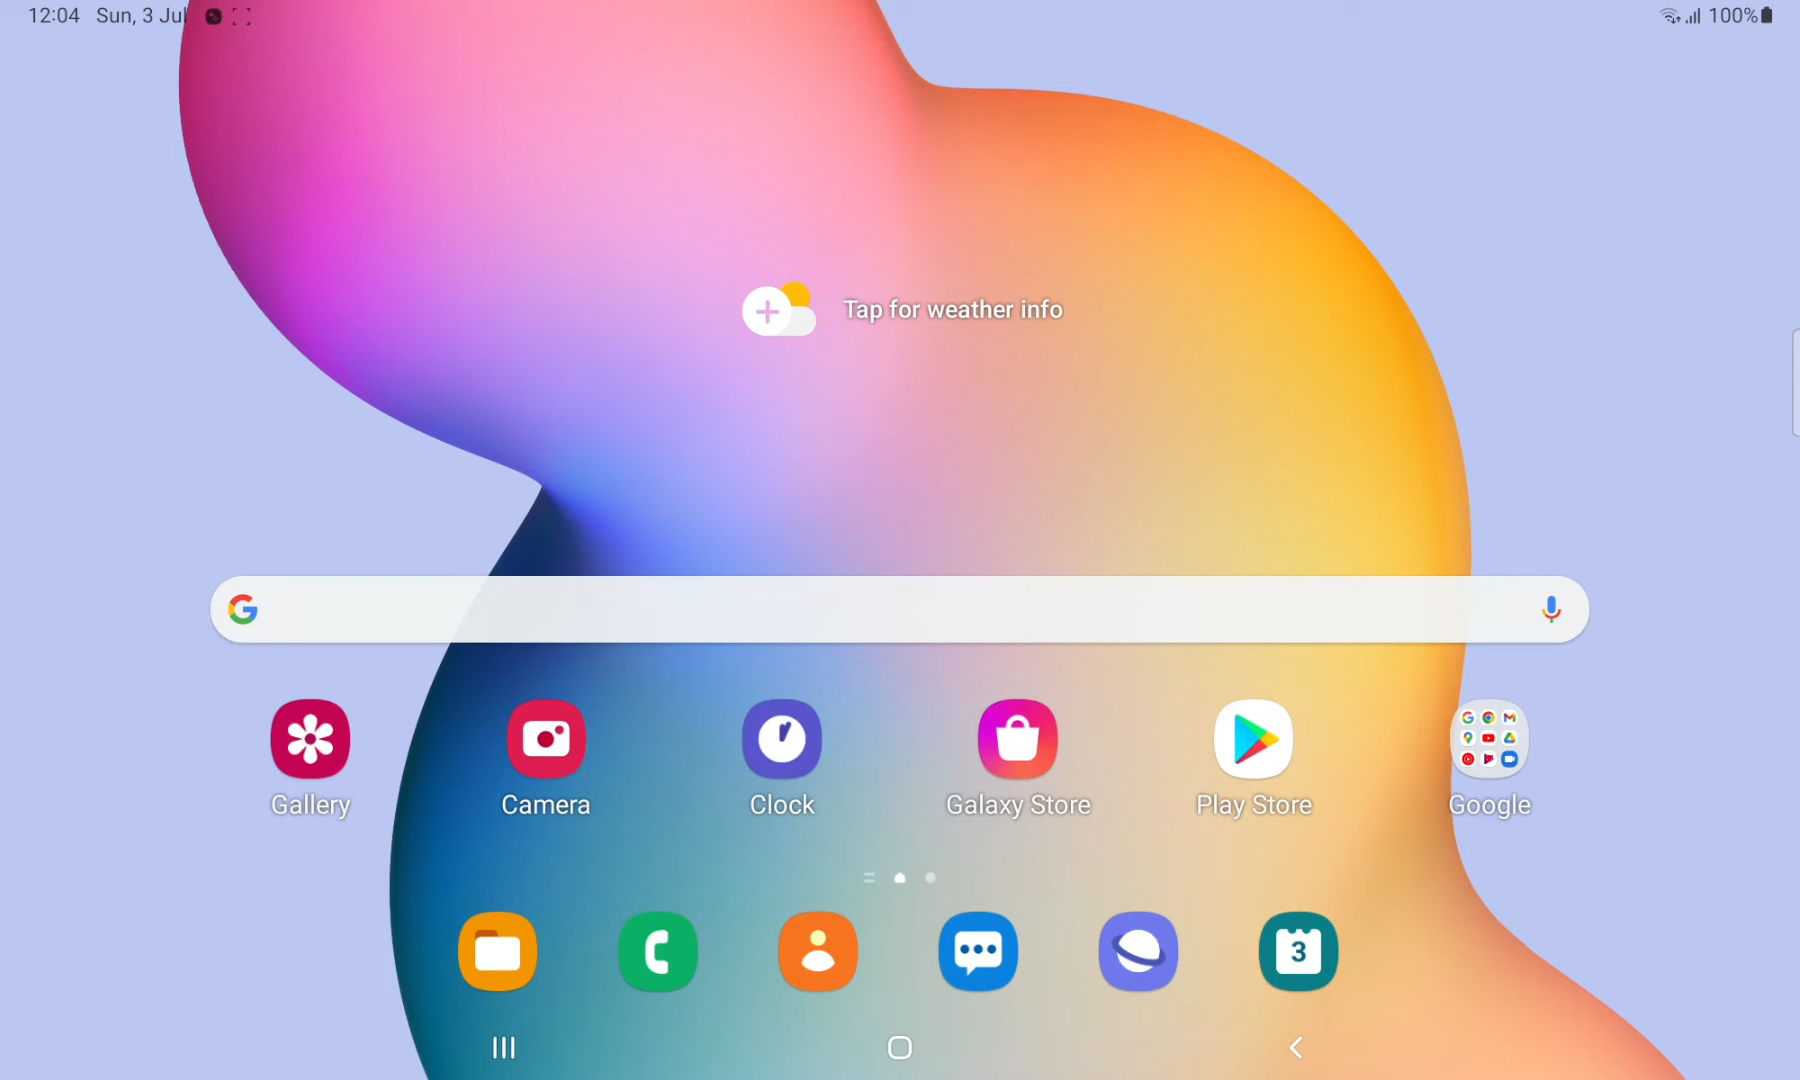 12:04 Sun, 3 Jul
100%
Tap for weather info
Gallery
Camera
Clock
Galaxy Store
Play Store
Google
3